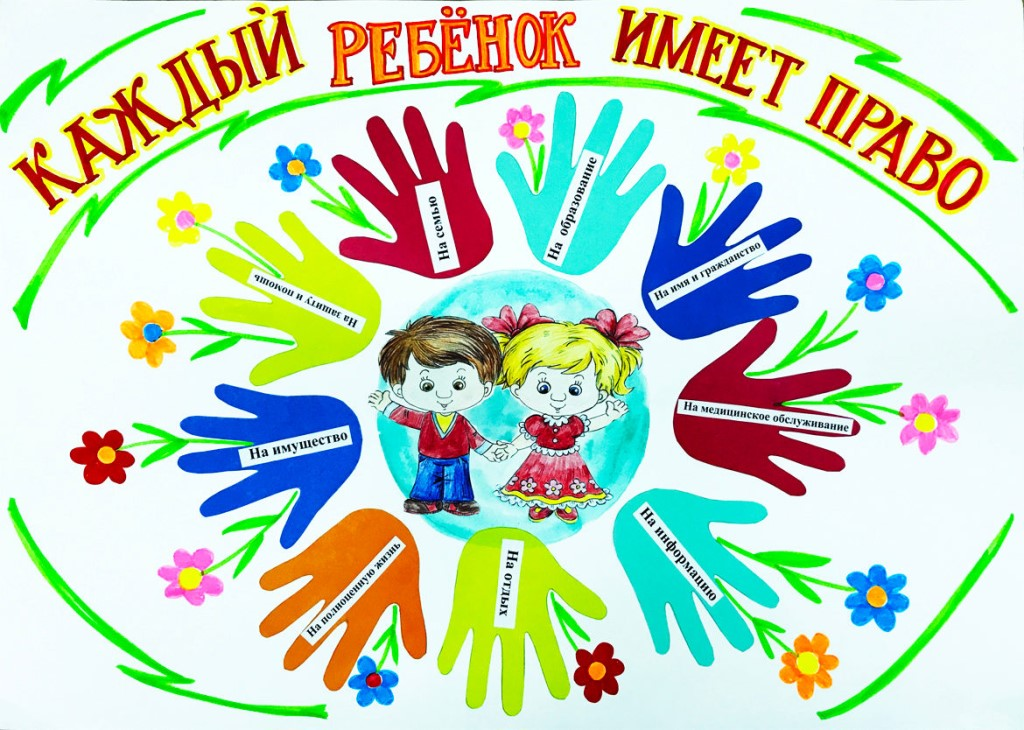 КАЖДЫЙ РЕБЁНОК ИМЕЕТ ПРАВО
На семью
На образование
На имя и гражданство
На медицинское обслуживание
На информацию
На отдых
На полноценную жизнь
На имущество
На защиту и помощь